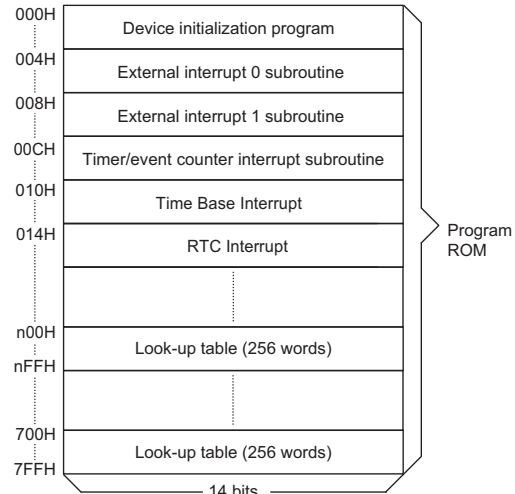 000H
Device initialization program
004H
External interrupt 0 subroutine
008H
External interrupt 1 subroutine
00CH
Timer/event counter interrupt subroutine
010H
Time Base Interrupt
014H
RTC Interrupt
Program
ROM
n00H
Look-up table (256 words)
nFFH
700H
Look-up table (256 words)
7FFH
14 bits